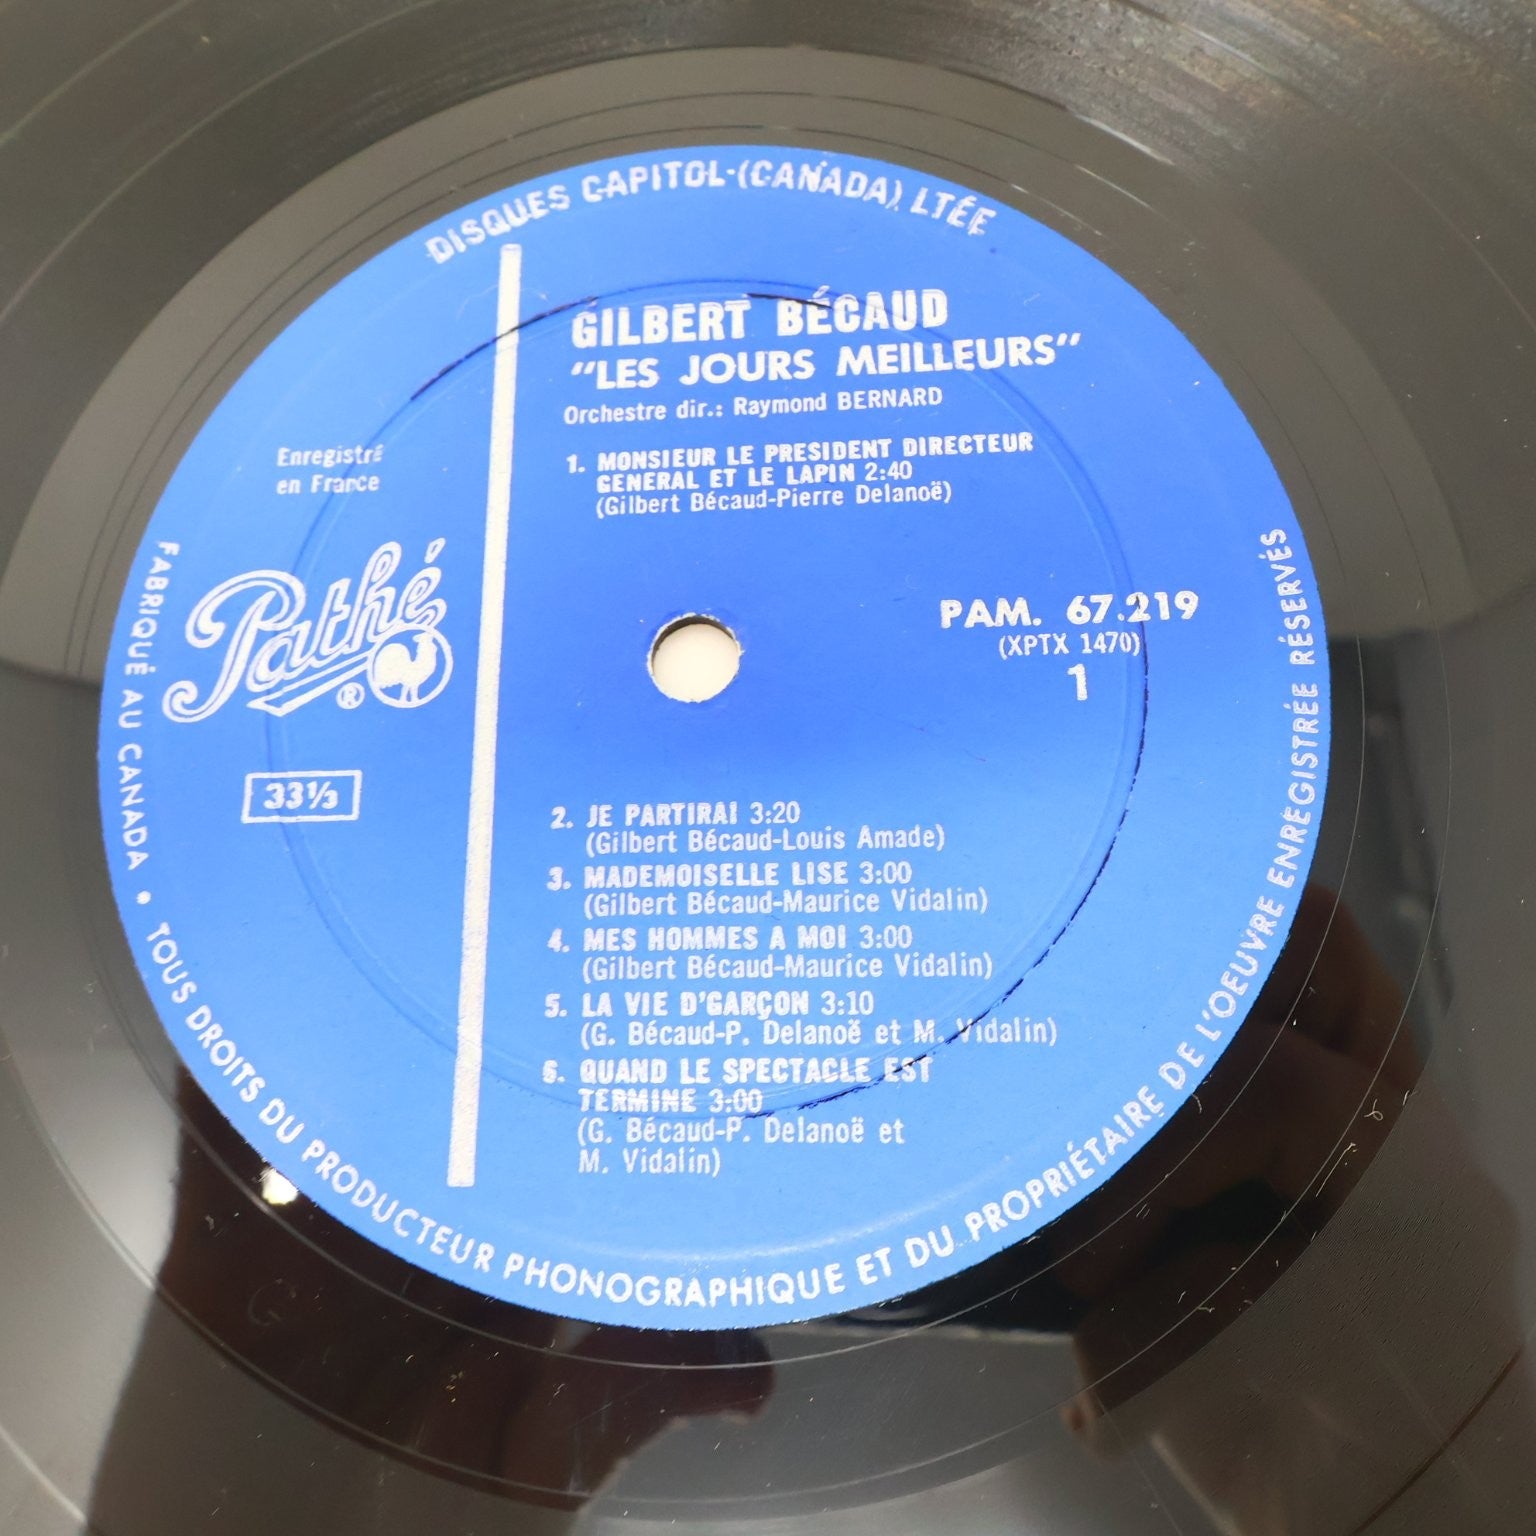 DISQUES CAPITOL-(CANADA) LTÉE
GILBERT BÉCAUD
"LES JOURS MEILLEURS"
Orchestre dir.: Raymond BERNARD
Enregistré
en France
1. MONSIEUR LE PRESIDENT DIRECTEUR
GENERAL ET LE LAPIN 2:40
(Gilbert Bécaud-Pierre Delanoë)
Pathé
®
33⅓
PAM. 67.219
(XPTX 1470)
1
2. JE PARTIRAI 3:20
(Gilbert Bécaud-Louis Amade)
3. MADEMOISELLE LISE 3:00
(Gilbert Bécaud-Maurice Vidalin)
4. MES HOMMES A MOI 3:00
(Gilbert Bécaud-Maurice Vidalin)
5. LA VIE D'GARÇON 3:10
(G. Bécaud-P. Delanoë et M. Vidalin)
6. QUAND LE SPECTACLE EST
TERMINE 3:00
(G. Bécaud-P. Delanoë et
M. Vidalin)
FABRIQUÉ AU CANADA • TOUS DROITS DU PRODUCTEUR PHONOGRAPHIQUE ET DU PROPRIÉTAIRE DE L'OEUVRE ENREGISTRÉE RÉSERVÉS